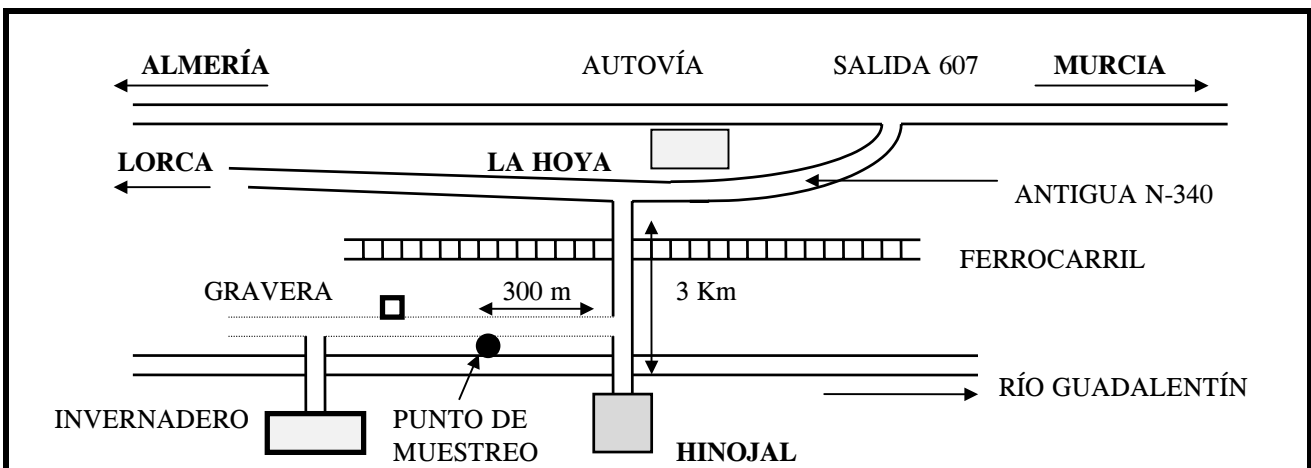 ALMERÍA AUTOVÍA SALIDA 607 MURCIA
LORCA LA HOYA
ANTIGUA N-340
FERROCARRIL
GRAVERA 300 m 3 Km
RÍO GUADALENTÍN
INVERNADERO PUNTO DE
MUESTREO HINOJAL